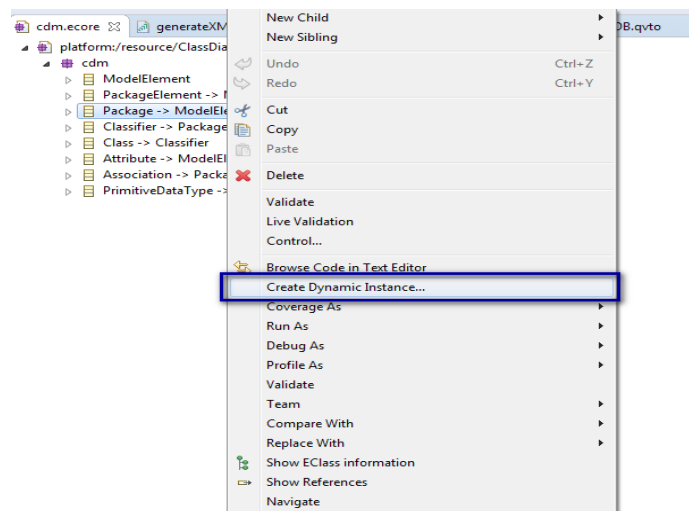 cdm.ecore
generateXM
DB.qvto
platform:/resource/ClassDia
cdm
ModelElement
PackageElement ->
Package -> ModelEle
Classifier -> Package
Class -> Classifier
Attribute -> ModelEl
Association -> Packa
PrimitiveDataType ->
New Child
New Sibling
Undo Ctrl+Z
Redo Ctrl+Y
Cut
Copy
Paste
Delete
Validate
Live Validation
Control...
Browse Code in Text Editor
Create Dynamic Instance...
Coverage As
Run As
Debug As
Profile As
Validate
Team
Compare With
Replace With
Show EClass information
Show References
Navigate